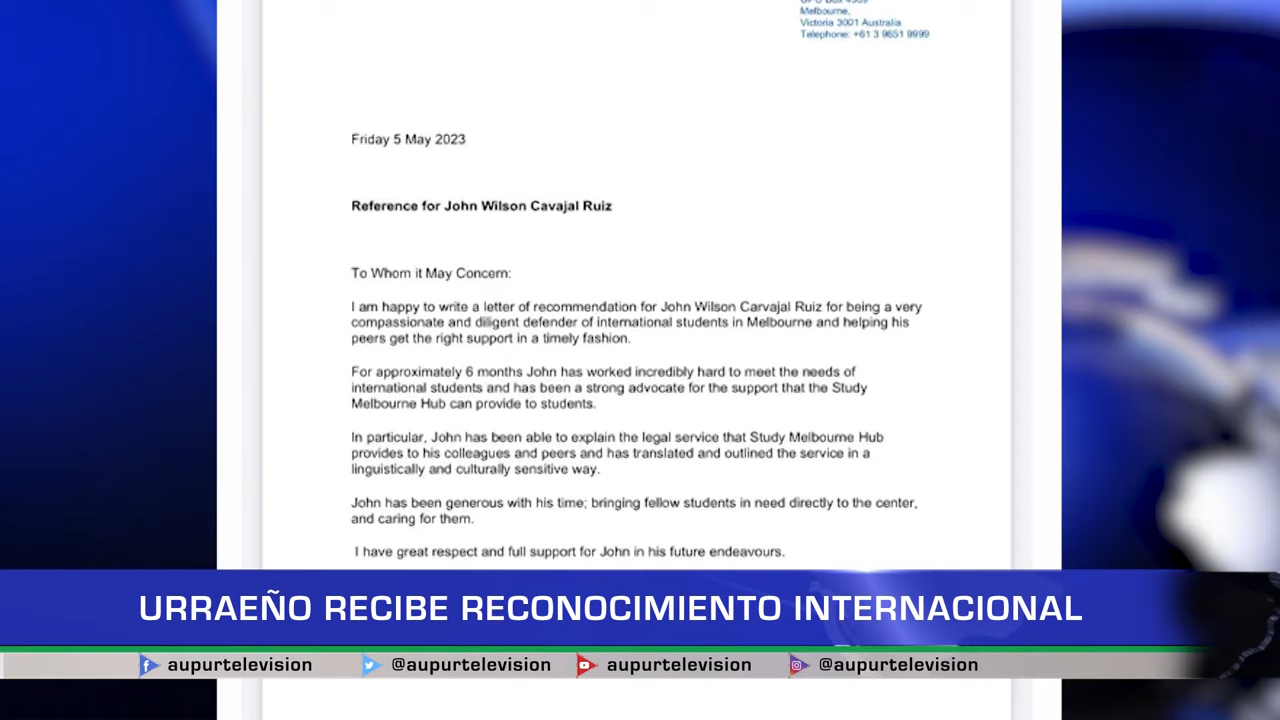 Melbourne,
Victoria 3001 Australia
Telephone: +61 3 9651 9999
Friday 5 May 2023
Reference for John Wilson Cavajal Ruiz
To Whom it May Concern:
I am happy to write a letter of recommendation for John Wilson Carvajal Ruiz for being a very
compassionate and diligent defender of international students in Melbourne and helping his
peers get the right support in a timely fashion.
For approximately 6 months John has worked incredibly hard to meet the needs of
international students and has been a strong advocate for the support that the Study
Melbourne Hub can provide to students.
In particular, John has been able to explain the legal service that Study Melbourne Hub
provides to his colleagues and peers and has translated and outlined the service in a
linguistically and culturally sensitive way.
John has been generous with his time; bringing fellow students in need directly to the center,
and caring for them.
I have great respect and full support for John in his future endeavours.
URRAEÑO RECIBE RECONOCIMIENTO INTERNACIONAL
aupurtelevision @aupurtelevision aupurtelevision @aupurtelevision